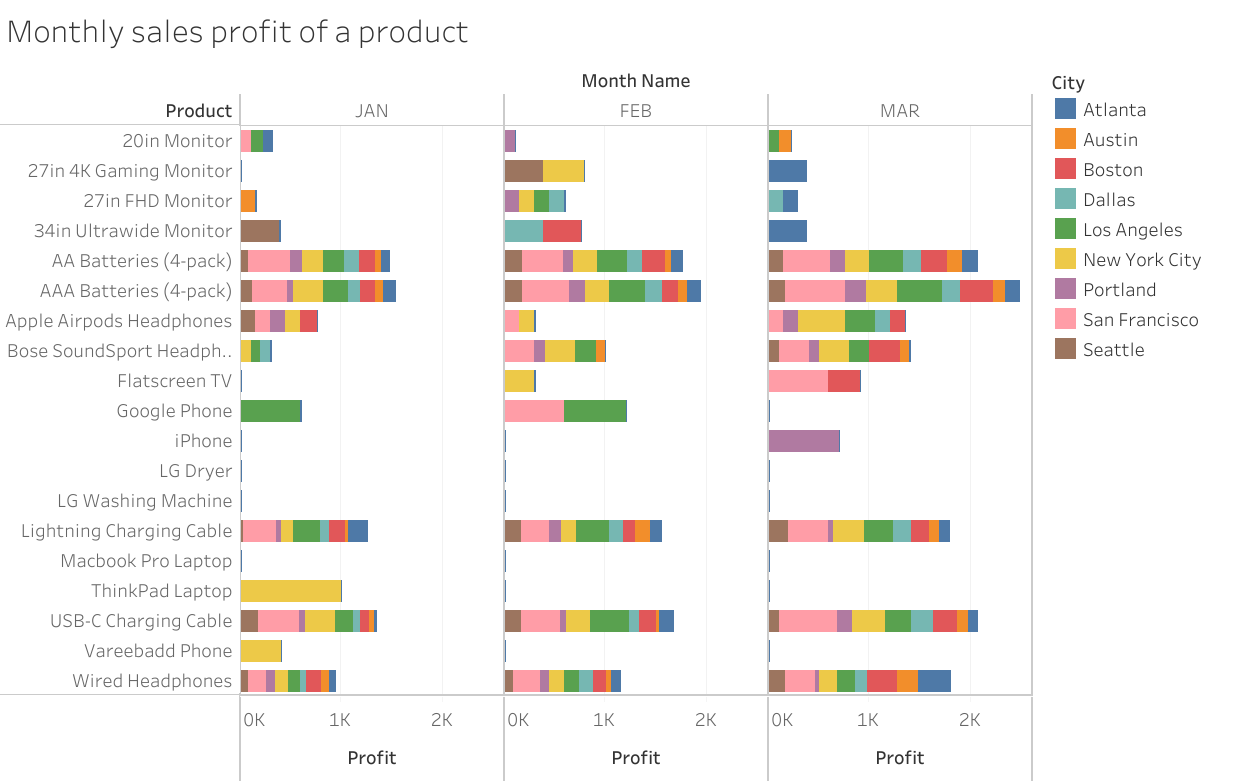 Monthly sales profit of a product
Month Name
Product JAN FEB MAR
20in Monitor
27in 4K Gaming Monitor
27in FHD Monitor
34in Ultrawide Monitor
AA Batteries (4-pack)
AAA Batteries (4-pack)
Apple Airpods Headphones
Bose SoundSport Headph..
Flatscreen TV
Google Phone
iPhone
LG Dryer
LG Washing Machine
Lightning Charging Cable
Macbook Pro Laptop
ThinkPad Laptop
USB-C Charging Cable
Vareebadd Phone
Wired Headphones
0K 1K 2K 0K 1K 2K 0K 1K 2K
Profit Profit Profit
City
Atlanta
Austin
Boston
Dallas
Los Angeles
New York City
Portland
San Francisco
Seattle